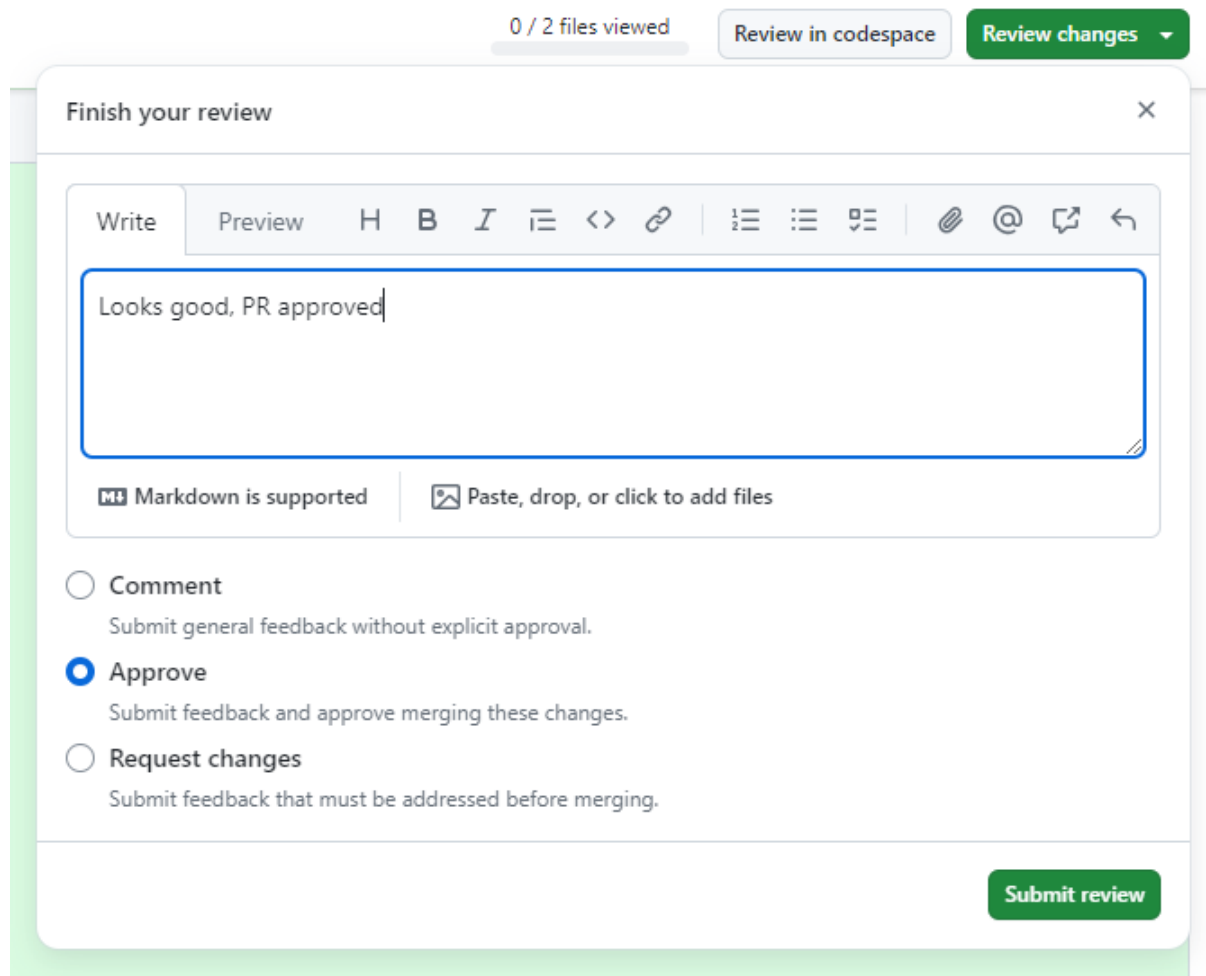 0 / 2 files viewed
Review in codespace
Review changes
Finish your review
Write
Preview
H B I
Looks good, PR approved
Markdown is supported
Paste, drop, or click to add files
Comment
Submit general feedback without explicit approval.
Approve
Submit feedback and approve merging these changes.
Request changes
Submit feedback that must be addressed before merging.
Submit review